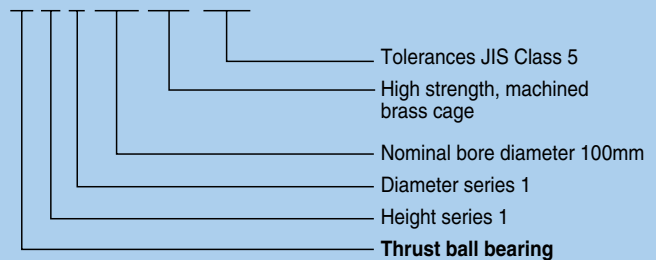 Tolerances JIS Class 5
High strength, machined
brass cage
Nominal bore diameter 100mm
Diameter series 1
Height series 1
Thrust ball bearing